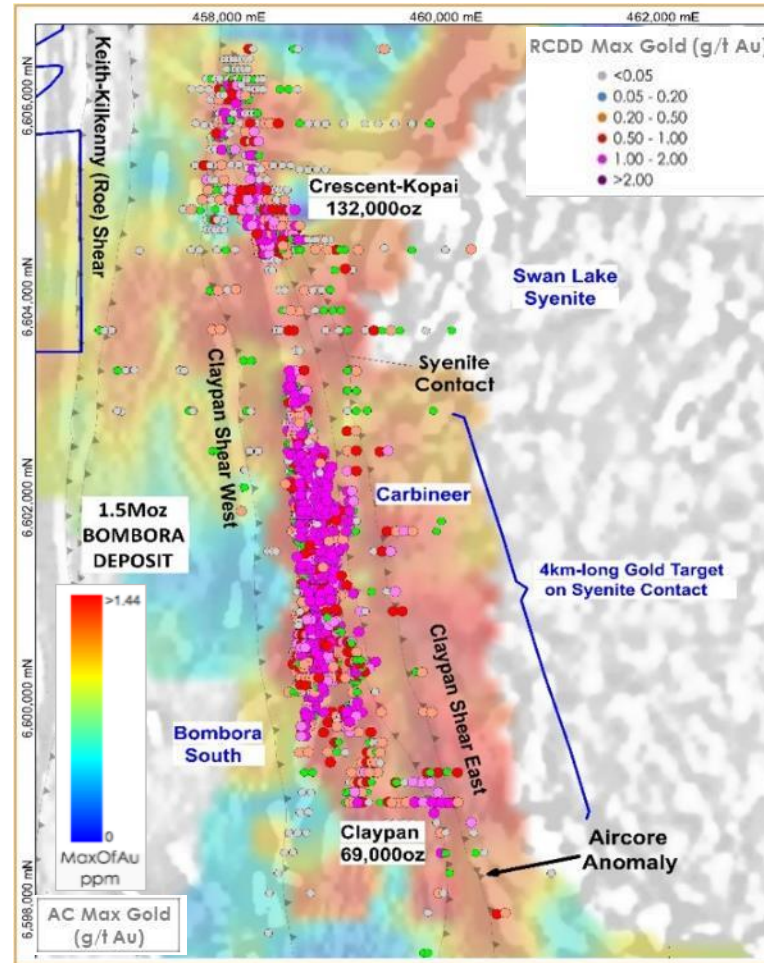 458,000 mE
460,000 mE
462,000 mE
RCDD Max Gold (g/t Au)
<0.05
0.05 - 0.20
0.20 - 0.50
0.50 - 1.00
1.00 - 2.00
>2.00
6,606,000 mN
Keith-Kilkenny (Roe) Shear
Crescent-Kopai
132,000oz
Swan Lake
Syenite
6,604,000 mN
Syenite
Contact
Claypan Shear West
Carbineer
6,602,000 mN
1.5Moz
BOMBORA
DEPOSIT
4km-long Gold Target
on Syenite Contact
>1.44
0
MaxOfAu
ppm
Claypan Shear East
6,600,000 mN
Bombora
South
Claypan
69,000oz
Aircore
Anomaly
6,598,000 mN
AC Max Gold
(g/t Au)